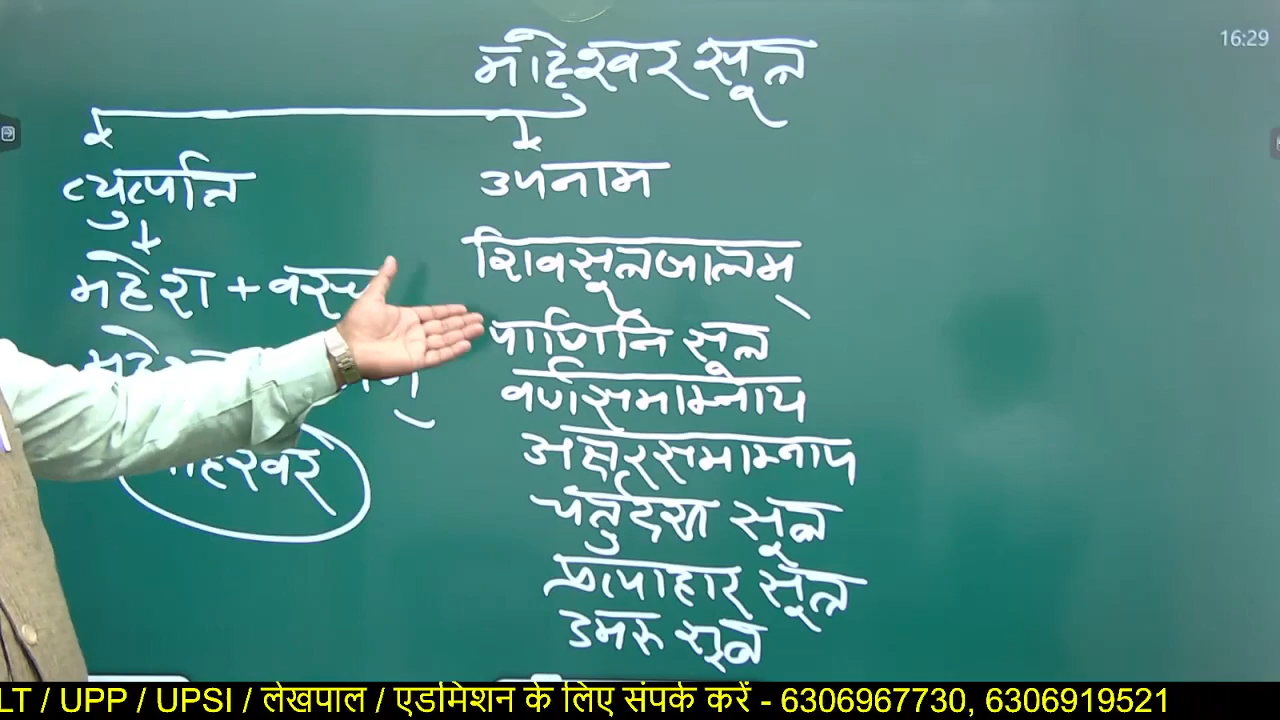 16:29
माहेश्वर सूत्र
व्युत्पत्ति
उपनाम
महेश + वरच
शिवसूत्रजालम्
पाणिनि सूत्र
वर्णसमाम्नाय
अक्षरसमाम्नाय
चतुर्दश सूत्र
प्रत्याहार सूत्र
डमरू सूत्र
LT / UPP / UPSI / लेखपाल / एडमिशन के लिए संपर्क करें - 6306967730, 6306919521